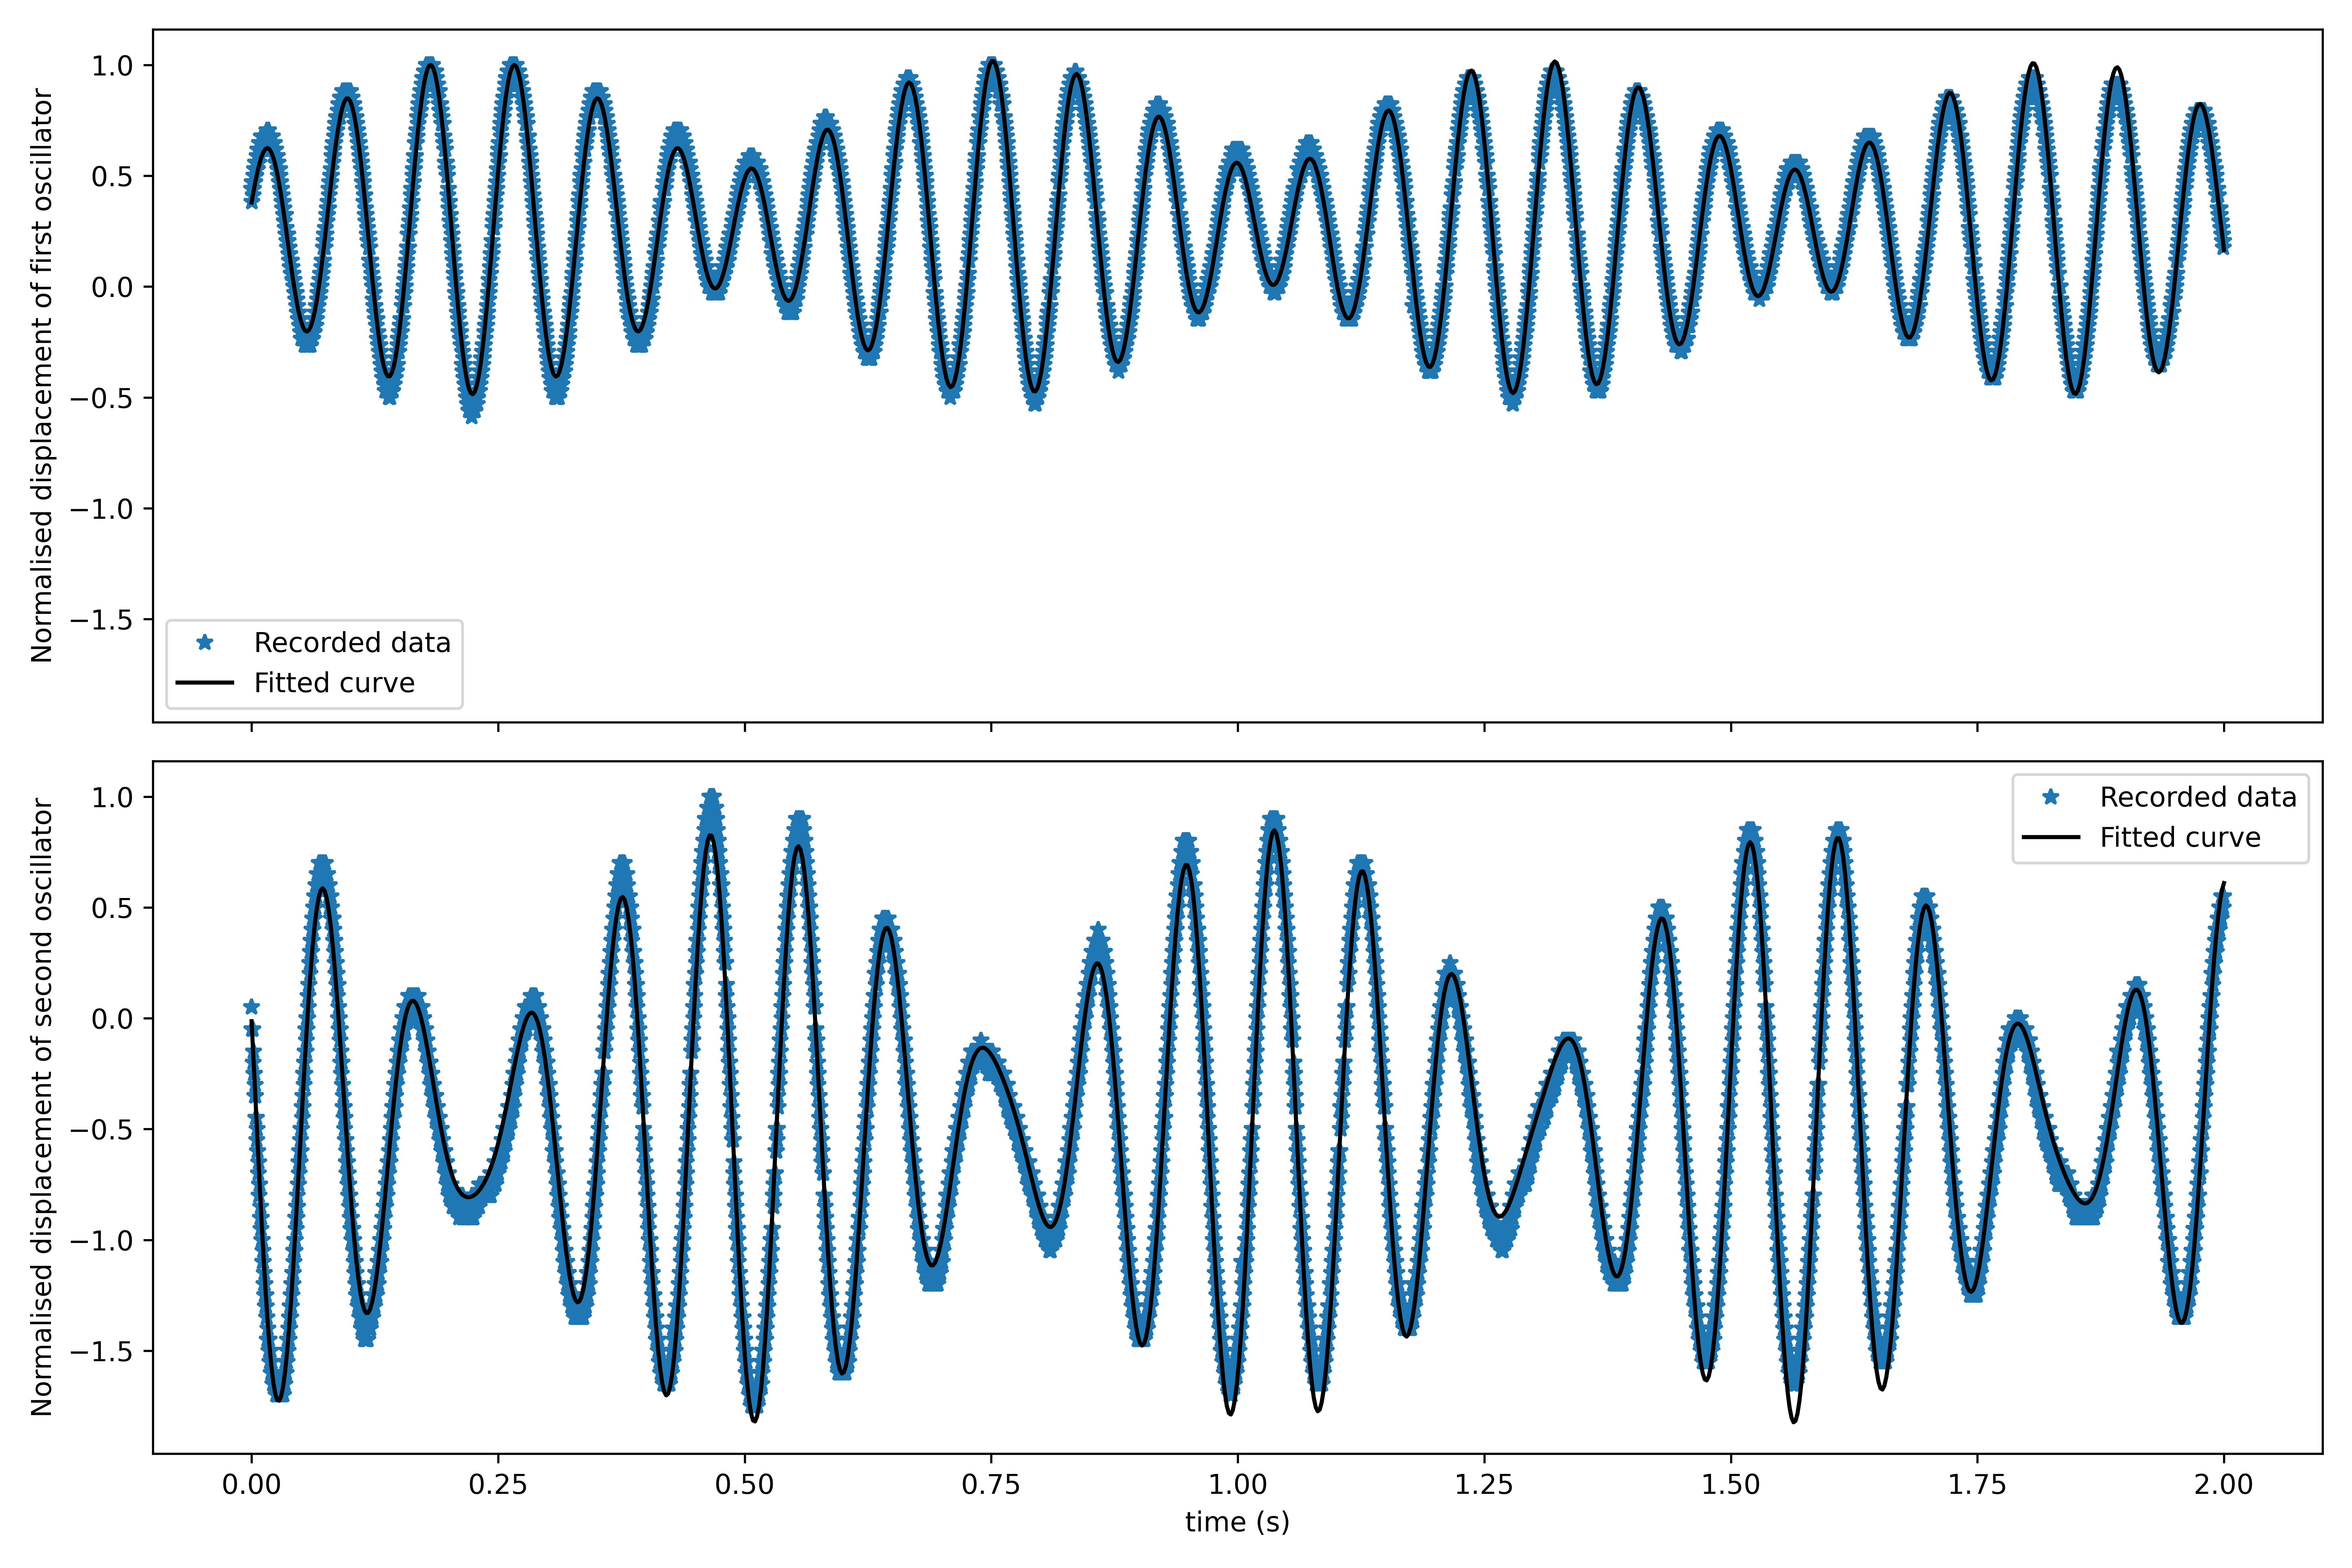 Normalised displacement of first oscillator
1.0
0.5
0.0
−0.5
−1.0
−1.5
Recorded data
Fitted curve
Normalised displacement of second oscillator
1.0
0.5
0.0
−0.5
−1.0
−1.5
Recorded data
Fitted curve
0.00 0.25 0.50 0.75 1.00 1.25 1.50 1.75 2.00
time (s)